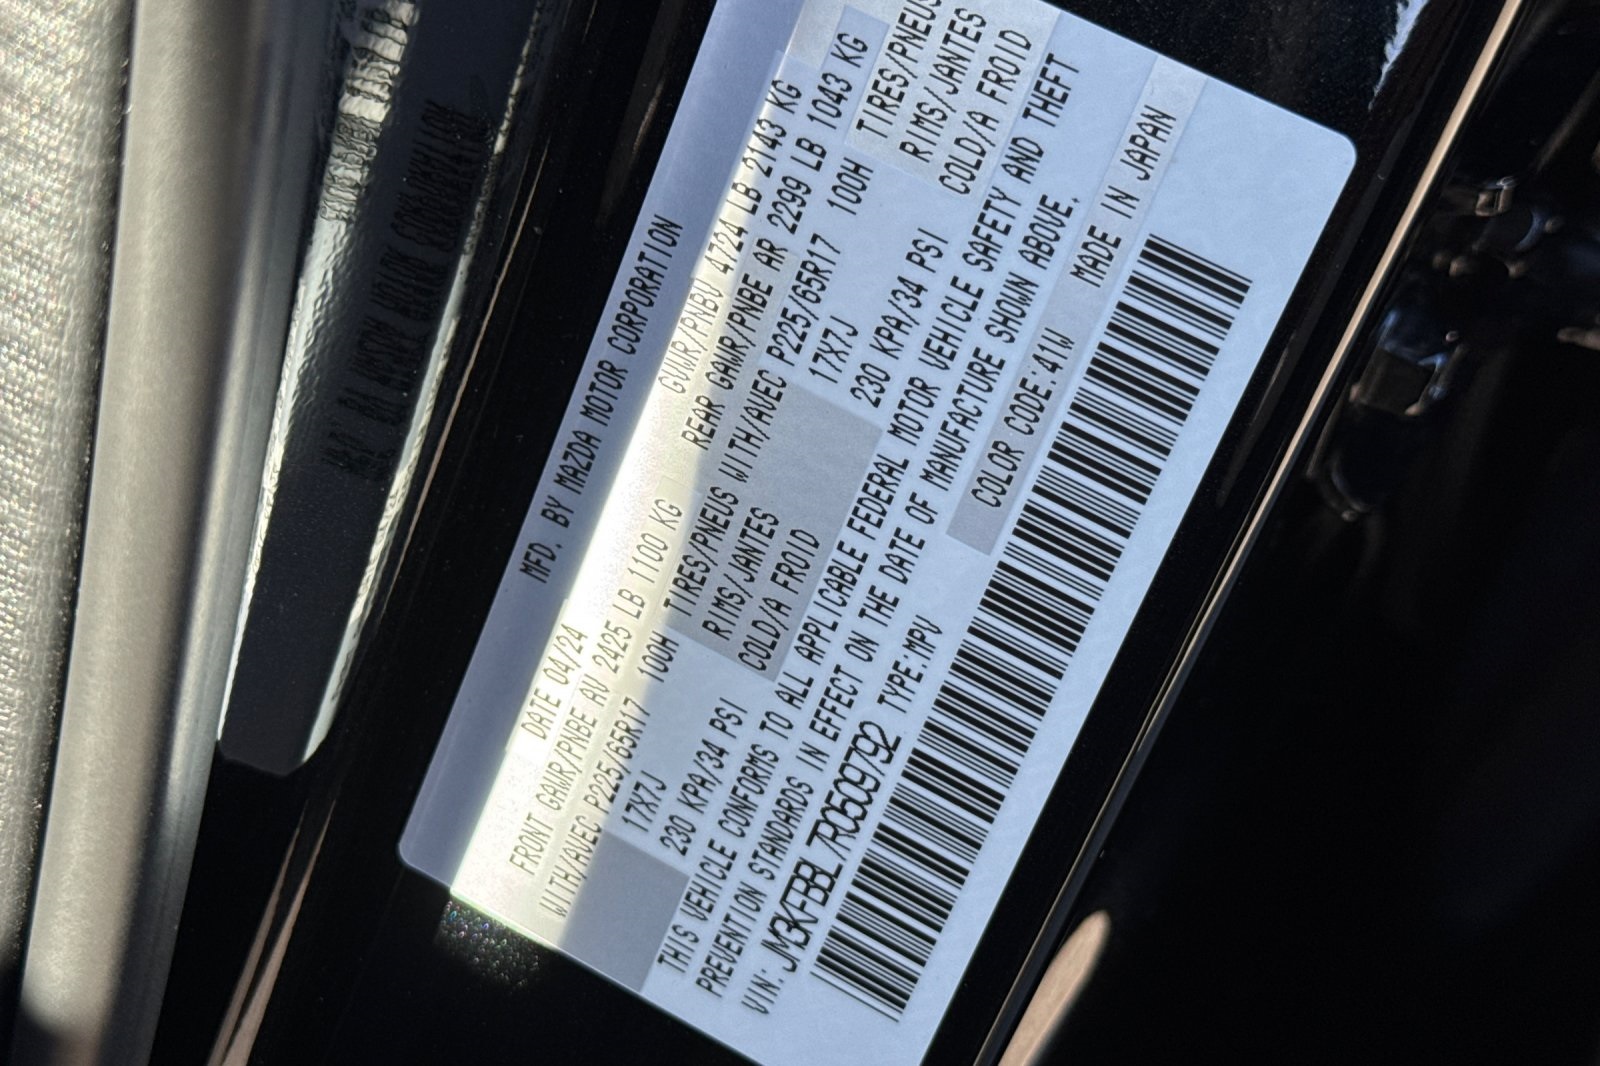 MFD. BY MAZDA MOTOR CORPORATION
DATE 04/24 GVWR/PNBV 4724 LB 2143 KG
FRONT GAWR/PNBE AV 2425 LB 1100 KG REAR GAWR/PNBE AR 2299 LB 1043 KG
WITH/AVEC P225/65R17 100H TIRES/PNEUS WITH/AVEC P225/65R17 100H TIRES/PNEUS
17X7J RIMS/JANTES 17X7J RIMS/JANTES
230 KPA/34 PSI COLD/A FROID 230 KPA/34 PSI COLD/A FROID
THIS VEHICLE CONFORMS TO ALL APPLICABLE FEDERAL MOTOR VEHICLE SAFETY AND THEFT
PREVENTION STANDARDS IN EFFECT ON THE DATE OF MANUFACTURE SHOWN ABOVE.
VIN: JM3KFBBL7R0509792 TYPE:MPV COLOR CODE:41W MADE IN JAPAN